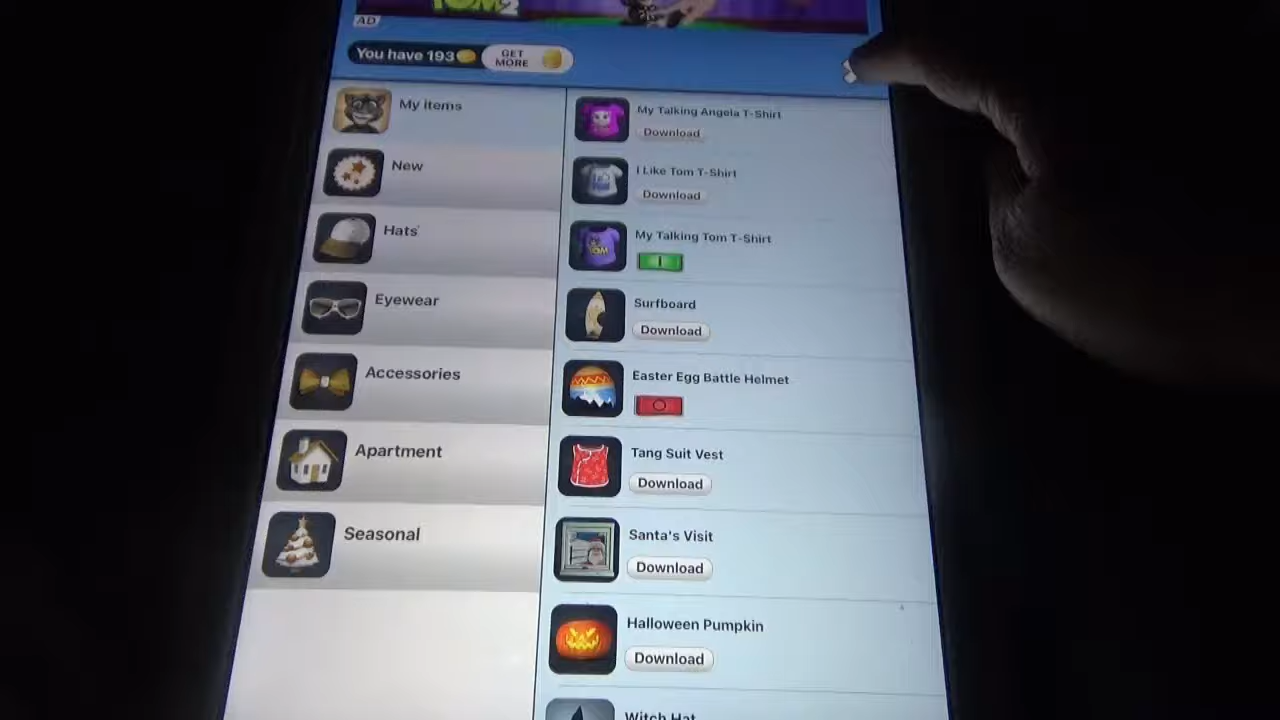 TOM2
AD
You have 193
GET
MORE
My items
New
Hats
Eyewear
Accessories
Apartment
Seasonal
My Talking Angela T-Shirt
Download
I Like Tom T-Shirt
Download
My Talking Tom T-Shirt
I
Surfboard
Download
Easter Egg Battle Helmet
O
Tang Suit Vest
Download
Santa's Visit
Download
Halloween Pumpkin
Download
Witch Hat